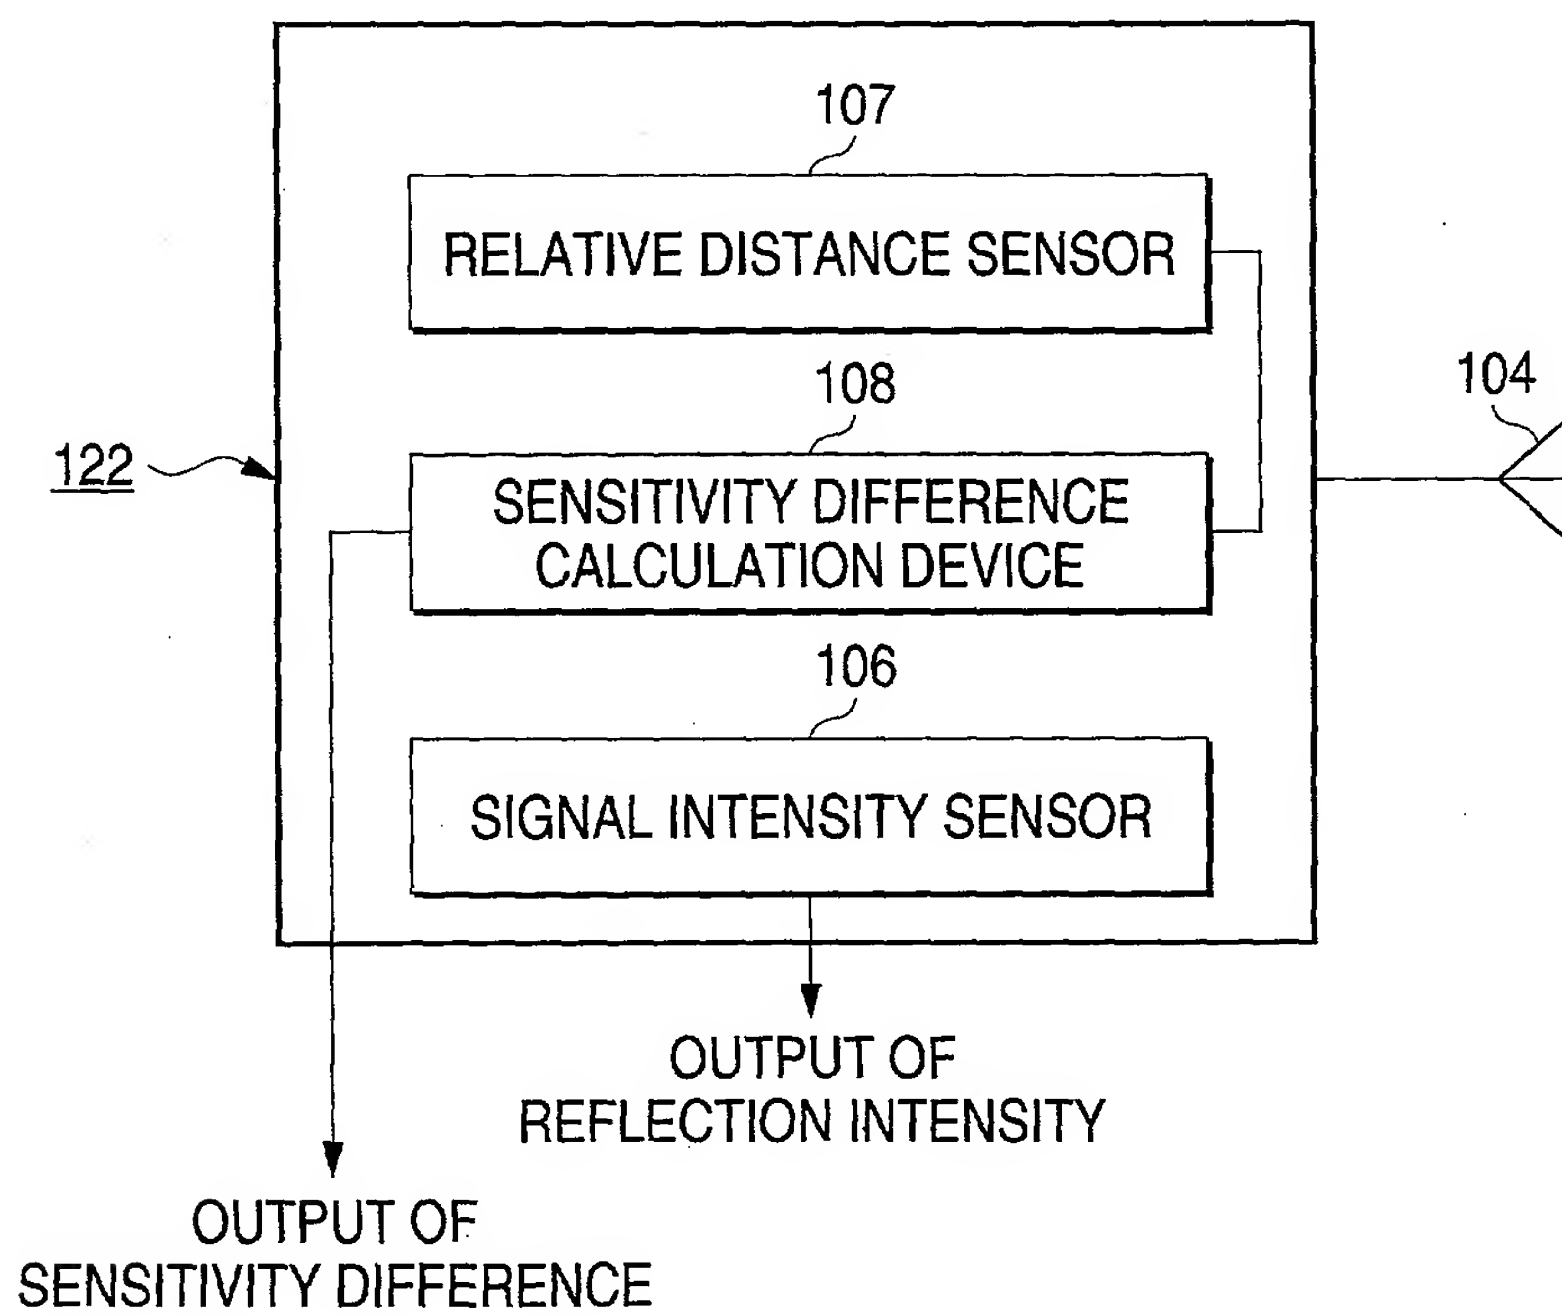 107
RELATIVE DISTANCE SENSOR
104
108
122
SENSITIVITY DIFFERENCE
CALCULATION DEVICE
106
SIGNAL INTENSITY SENSOR
OUTPUT OF
REFLECTION INTENSITY
OUTPUT OF
SENSITIVITY DIFFERENCE